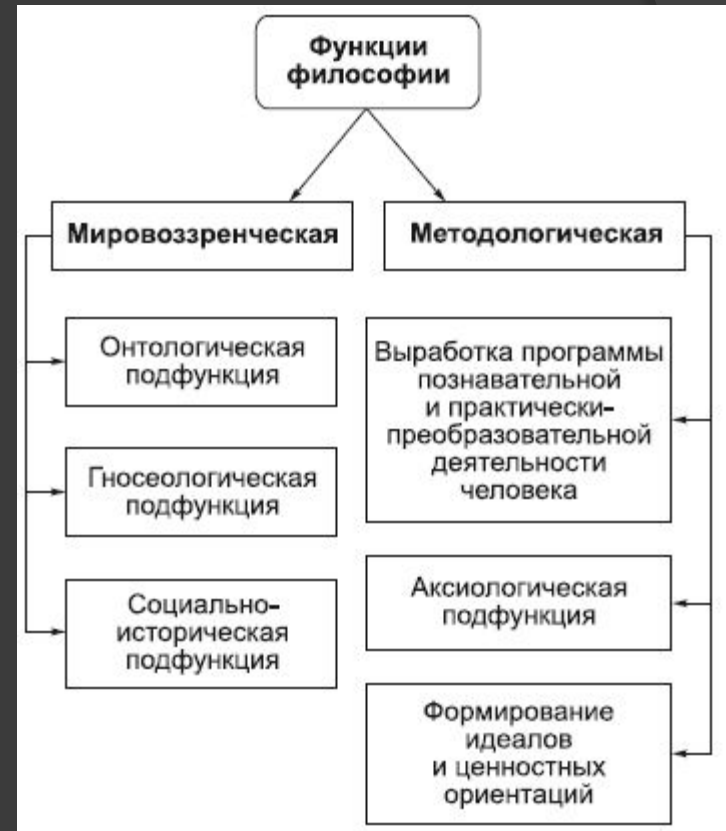 Функции
философии
Мировоззренческая
Методологическая
Онтологическая
подфункция
Гносеологическая
подфункция
Социально-
историческая
подфункция
Выработка программы
познавательной
и практически-
преобразовательной
деятельности
человека
Аксиологическая
подфункция
Формирование
идеалов
и ценностных
ориентаций